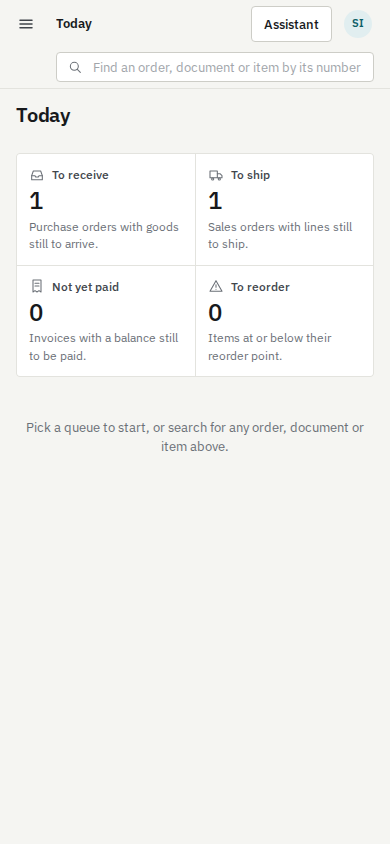 Today
Assistant
SI
Find an order, document or item by its number
Today
To receive
1
Purchase orders with goods
still to arrive.
To ship
1
Sales orders with lines still
to ship.
Not yet paid
0
Invoices with a balance still
to be paid.
To reorder
0
Items at or below their
reorder point.
Pick a queue to start, or search for any order, document or
item above.